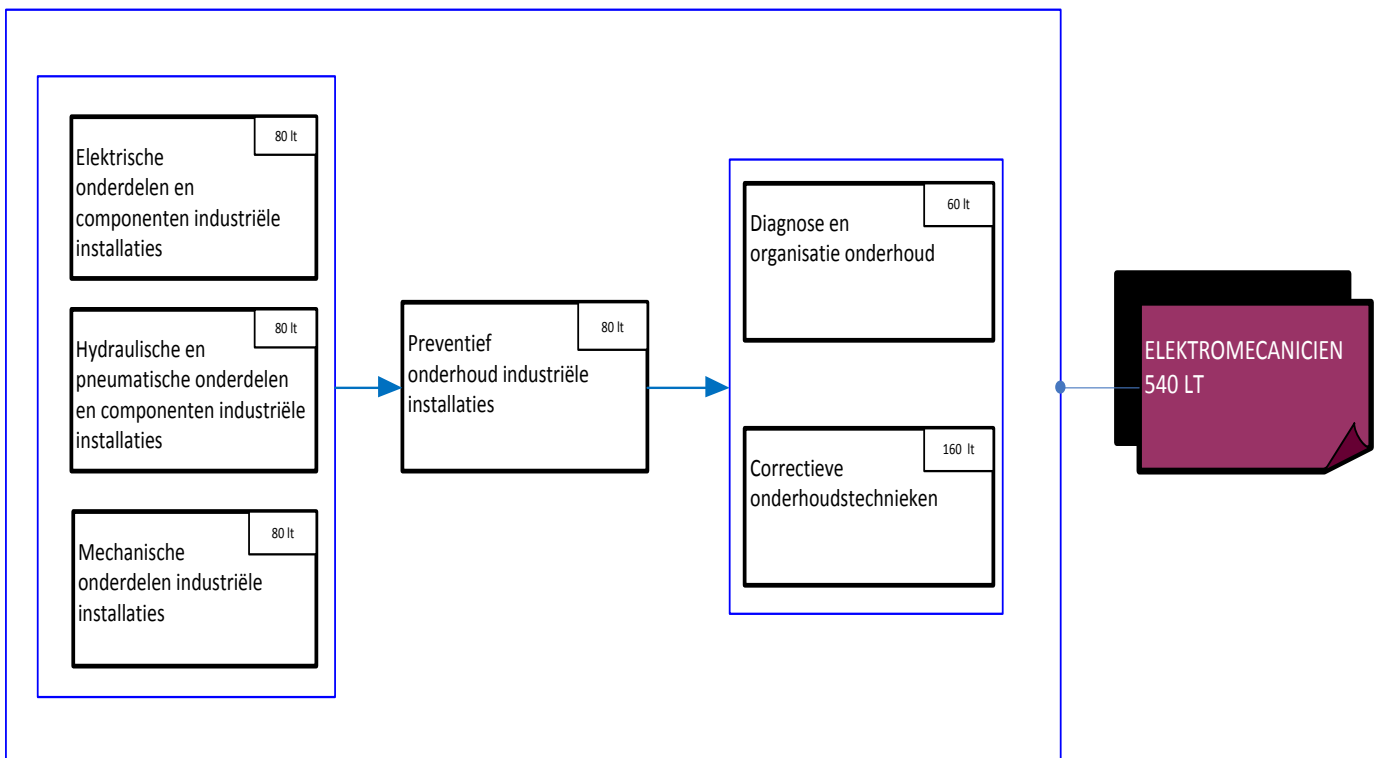 80 lt
Elektrische
onderdelen en
componenten industriële
installaties
80 lt
Hydraulische en
pneumatische onderdelen
en componenten industriële
installaties
80 lt
Mechanische
onderdelen industriële
installaties
80 lt
Preventief
onderhoud industriële
installaties
60 lt
Diagnose en
organisatie onderhoud
160 lt
Correctieve
onderhoudstechnieken
ELEKTROMECANICIEN
540 LT